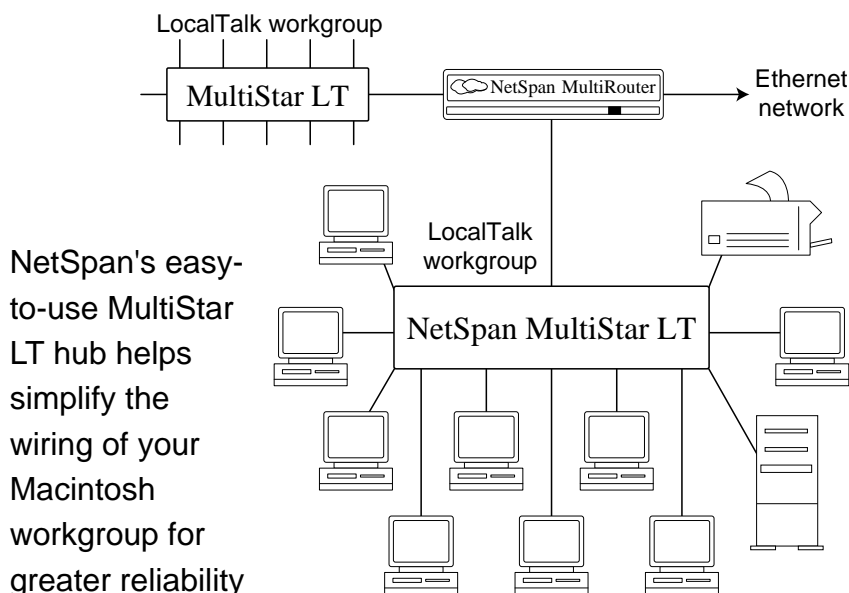 LocalTalk workgroup
MultiStar LT
NetSpan MultiRouter
Ethernet
network
LocalTalk
workgroup
NetSpan MultiStar LT
NetSpan's easy-
to-use MultiStar
LT hub helps
simplify the
wiring of your
Macintosh
workgroup for
greater reliability